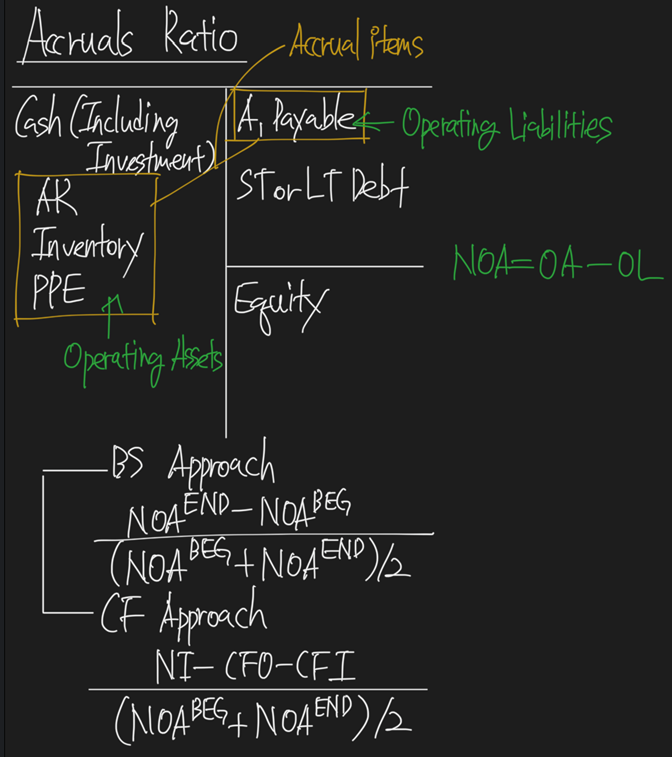 Accruals Ratio
Accrual items
Cash (Including
Investment)
AR
Inventory
PPE
Operating Assets
A, Payable
Operating Liabilities
ST or LT Debt
Equity
NOA = OA - OL
BS Approach
NOA^END - NOA^BEG
(NOA^BEG + NOA^END)/2
CF Approach
NI - CFO - CFI
(NOA^BEG + NOA^END)/2